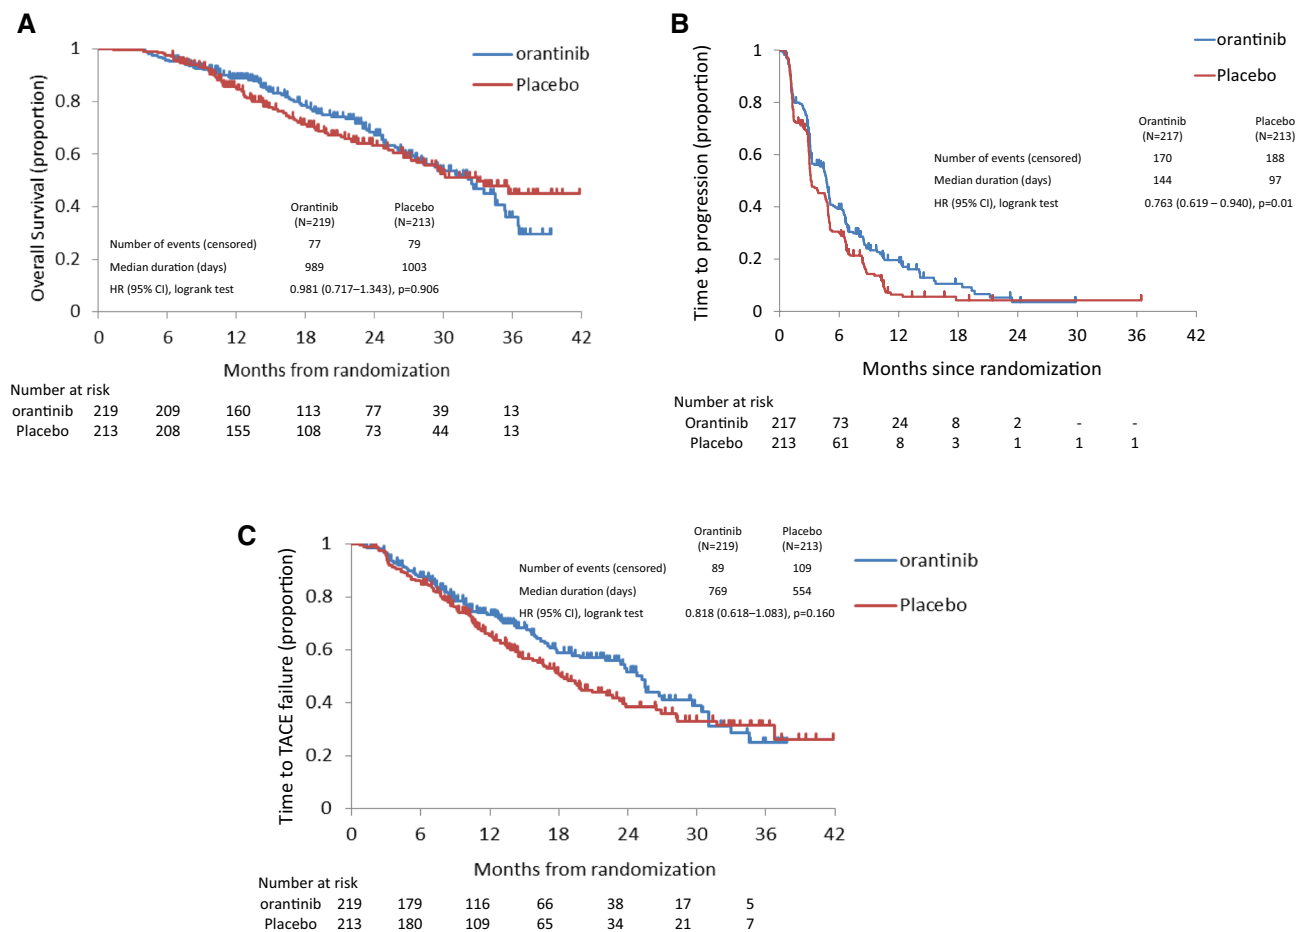 A
orantinib
Placebo
Overall Survival (proportion)
1
0.8
0.6
0.4
0.2
0
Orantinib Placebo
(N=219) (N=213)
Number of events (censored) 77 79
Median duration (days) 989 1003
HR (95% CI), logrank test 0.981 (0.717–1.343), p=0.906
0 6 12 18 24 30 36 42
Months from randomization
Number at risk
orantinib 219 209 160 113 77 39 13
Placebo 213 208 155 108 73 44 13
B
orantinib
Placebo
Time to progression (proportion)
1
0.8
0.6
0.4
0.2
0
Orantinib Placebo
(N=217) (N=213)
Number of events (censored) 170 188
Median duration (days) 144 97
HR (95% CI), logrank test 0.763 (0.619 – 0.940), p=0.01
0 6 12 18 24 30 36 42
Months since randomization
Number at risk
Orantinib 217 73 24 8 2 - -
Placebo 213 61 8 3 1 1 1
C
Orantinib Placebo
(N=219) (N=213)
Number of events (censored) 89 109
Median duration (days) 769 554
HR (95% CI), logrank test 0.818 (0.618–1.083), p=0.160
orantinib
Placebo
Time to TACE failure (proportion)
1
0.8
0.6
0.4
0.2
0
0 6 12 18 24 30 36 42
Months from randomization
Number at risk
orantinib 219 179 116 66 38 17 5
Placebo 213 180 109 65 34 21 7